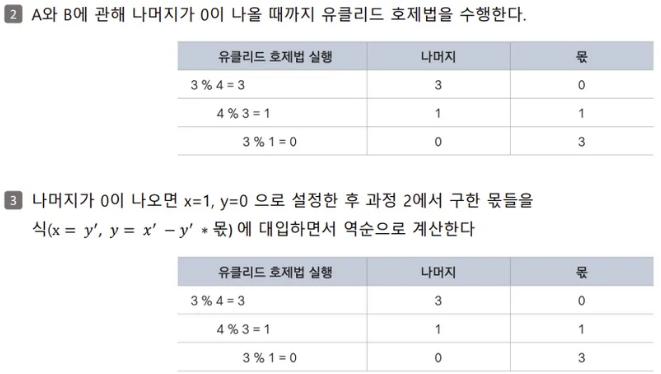 2 A와 B에 관해 나머지가 0이 나올 때까지 유클리드 호제법을 수행한다.
유클리드 호제법 실행 나머지 몫
3 % 4 = 3 3 0
4 % 3 = 1 1 1
3 % 1 = 0 0 3
3 나머지가 0이 나오면 x=1, y=0 으로 설정한 후 과정 2에서 구한 몫들을
식(x = y′, y = x′ − y′ * 몫) 에 대입하면서 역순으로 계산한다
유클리드 호제법 실행 나머지 몫
3 % 4 = 3 3 0
4 % 3 = 1 1 1
3 % 1 = 0 0 3